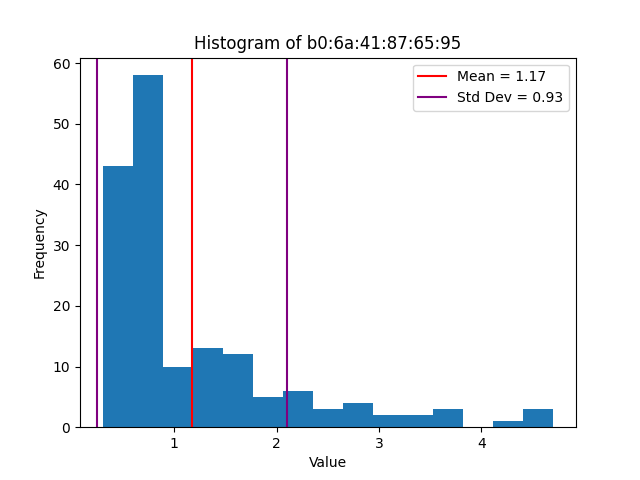 Histogram of b0:6a:41:87:65:95
Mean = 1.17
Std Dev = 0.93
60
50
40
30
20
10
0
Frequency
1
2
3
4
Value